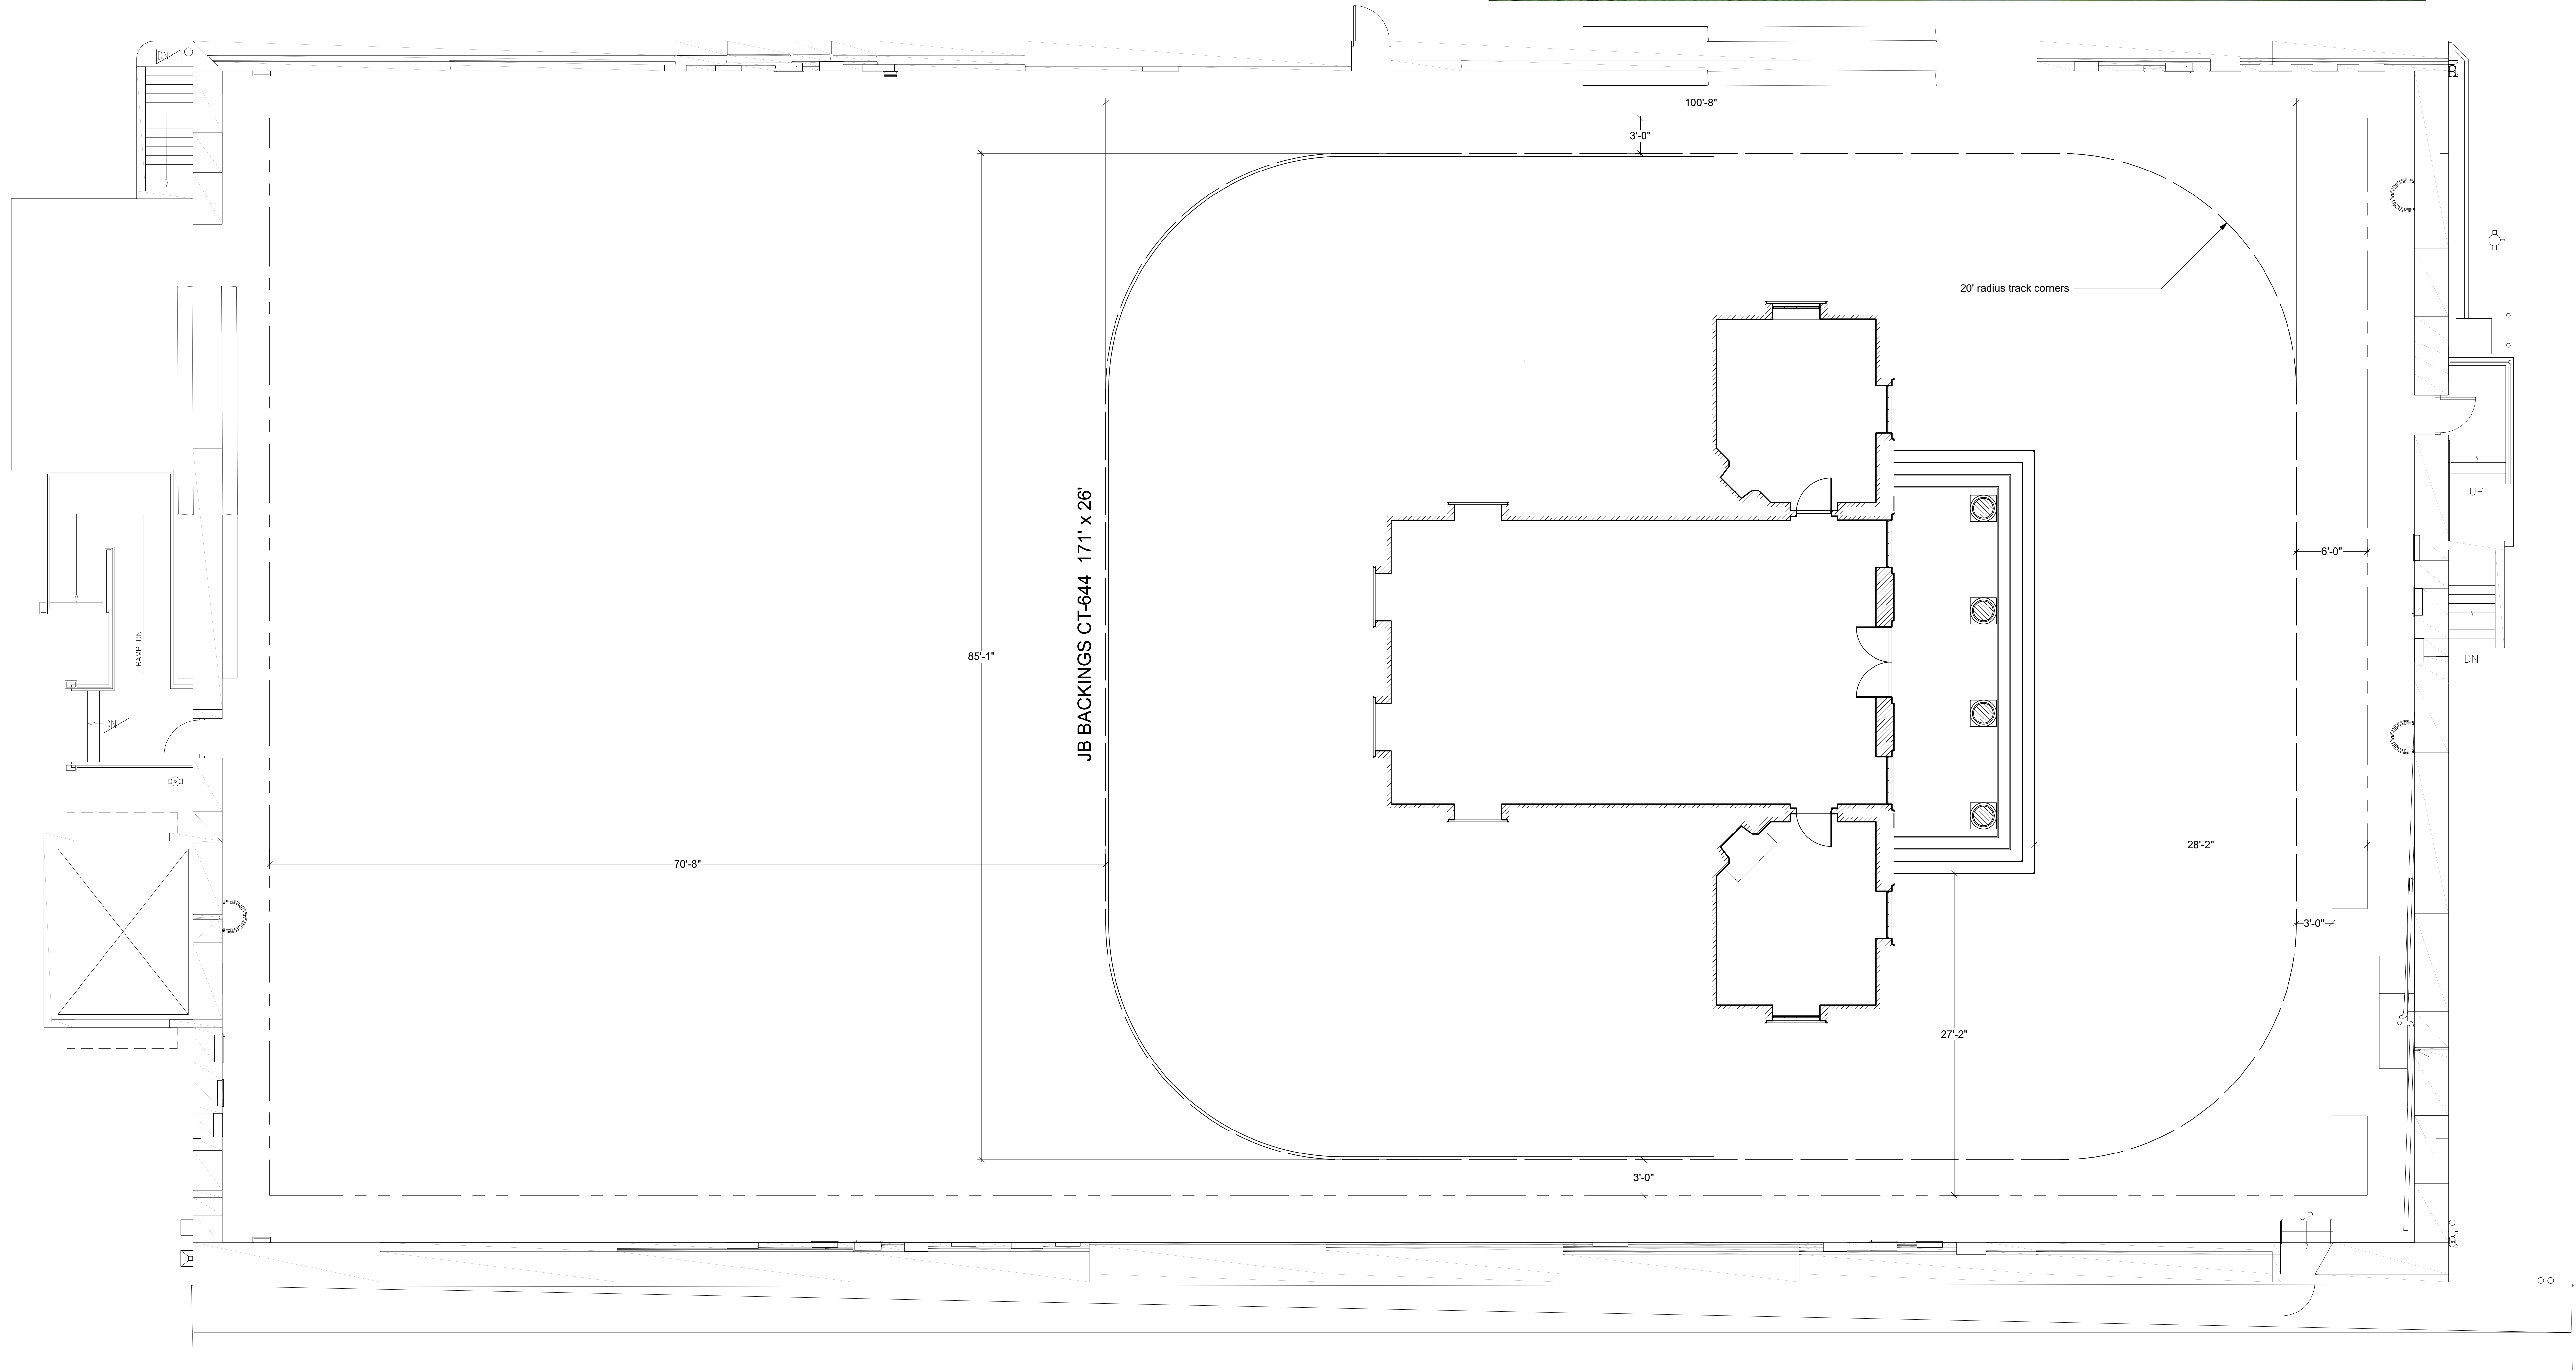 DN
100'-8"
3'-0"
20' radius track corners
UP
JB BACKINGS CT-644  171' x 26'
6'-0"
RAMP DN
85'-1"
DN
DN
28'-2"
70'-8"
3'-0"
27'-2"
3'-0"
UP